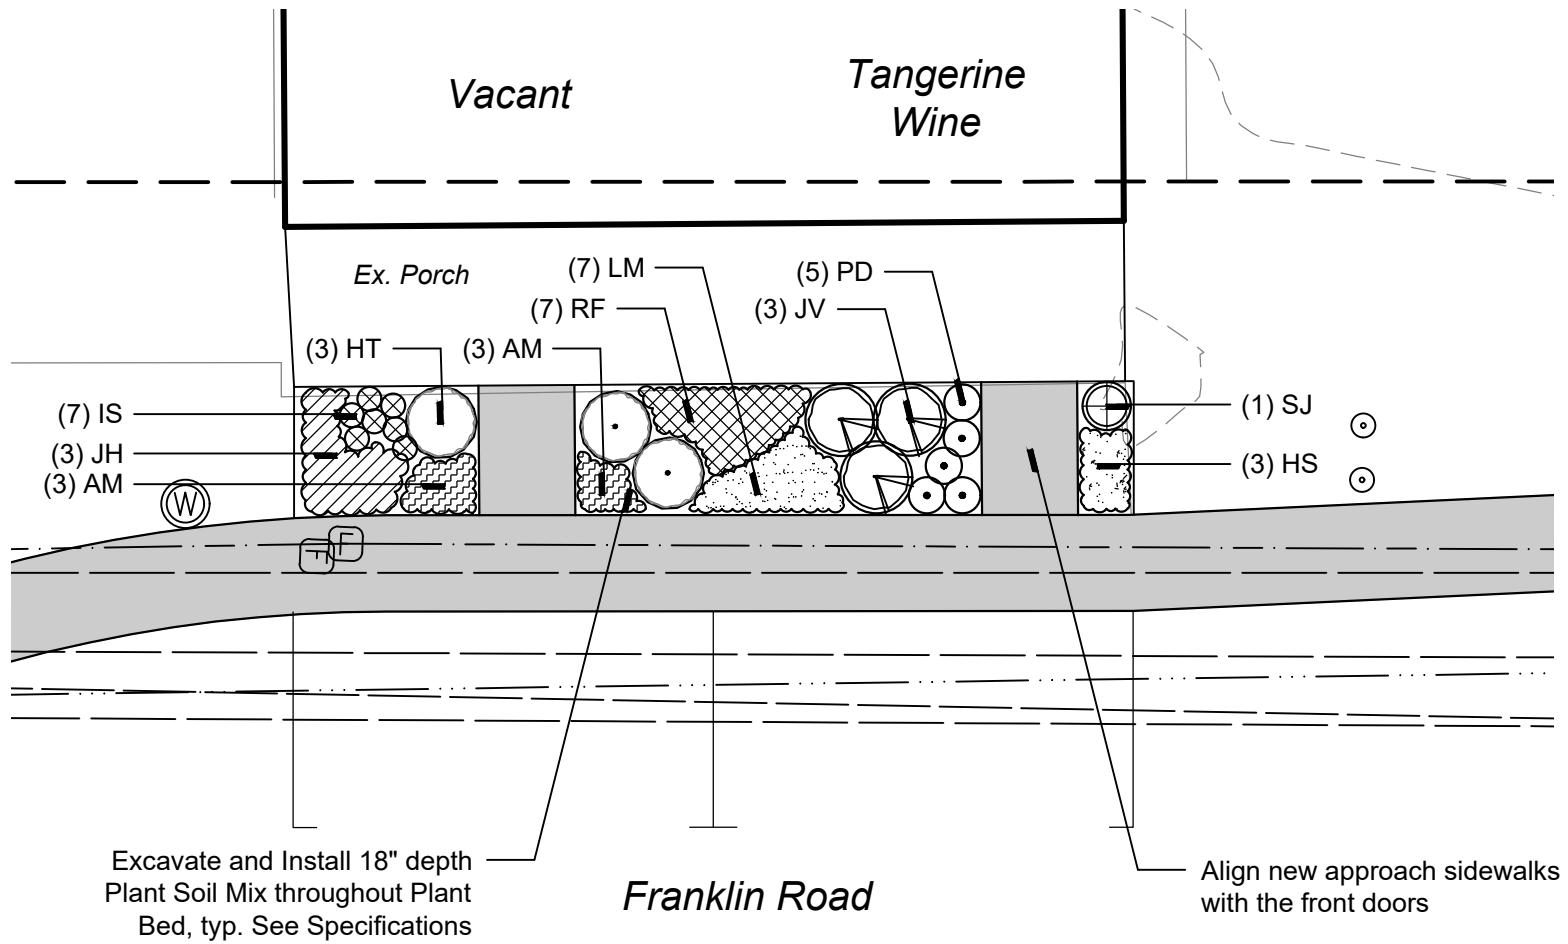 Vacant
Tangerine
Wine
Ex. Porch
(7) LM
(5) PD
(7) RF
(3) JV
(3) HT
(3) AM
(7) IS
(1) SJ
(3) JH
(3) HS
(3) AM
W
L
F
Excavate and Install 18" depth
Plant Soil Mix throughout Plant
Bed, typ. See Specifications
Franklin Road
Align new approach sidewalks
with the front doors